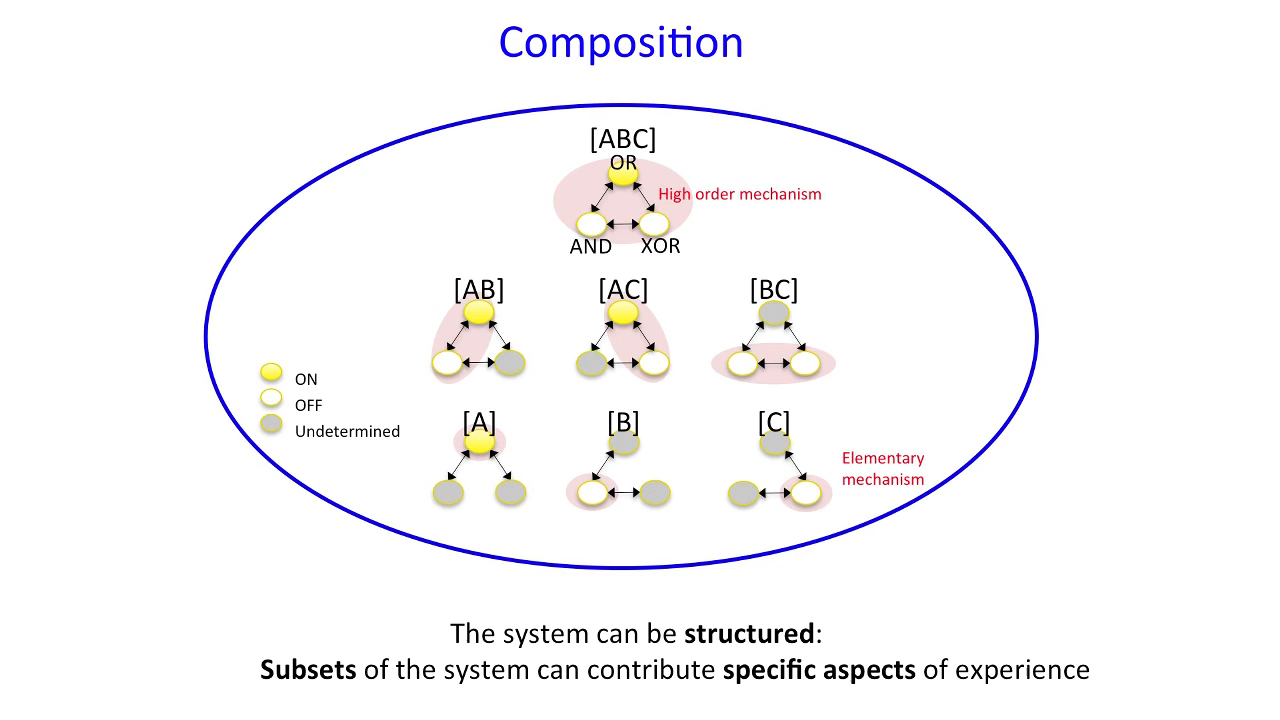 Composition
[ABC]
OR
High order mechanism
AND XOR
[AB] [AC] [BC]
ON
OFF
Undetermined
[A] [B] [C]
Elementary
mechanism
The system can be structured:
Subsets of the system can contribute specific aspects of experience